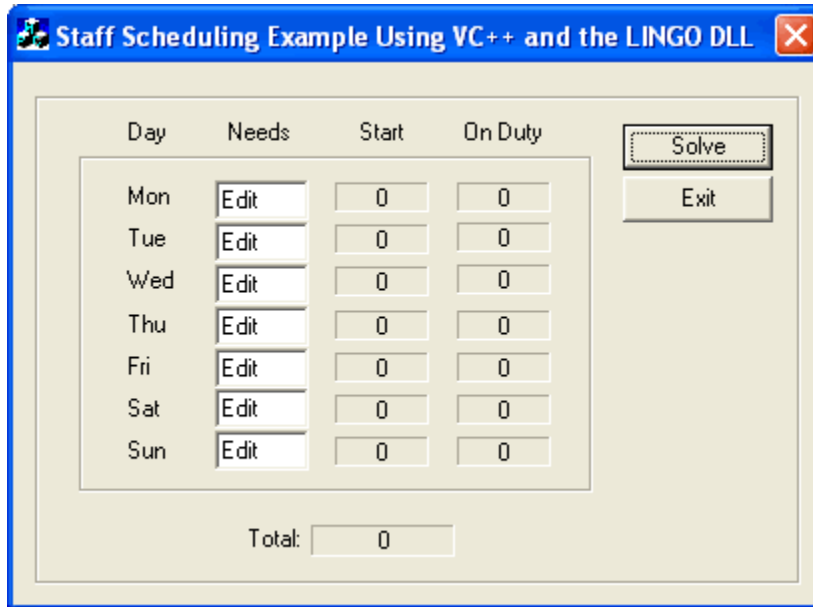 Staff Scheduling Example Using VC++ and the LINGO DLL
Day Needs Start On Duty
Solve
Mon Edit 0 0
Exit
Tue Edit 0 0
Wed Edit 0 0
Thu Edit 0 0
Fri Edit 0 0
Sat Edit 0 0
Sun Edit 0 0
Total: 0